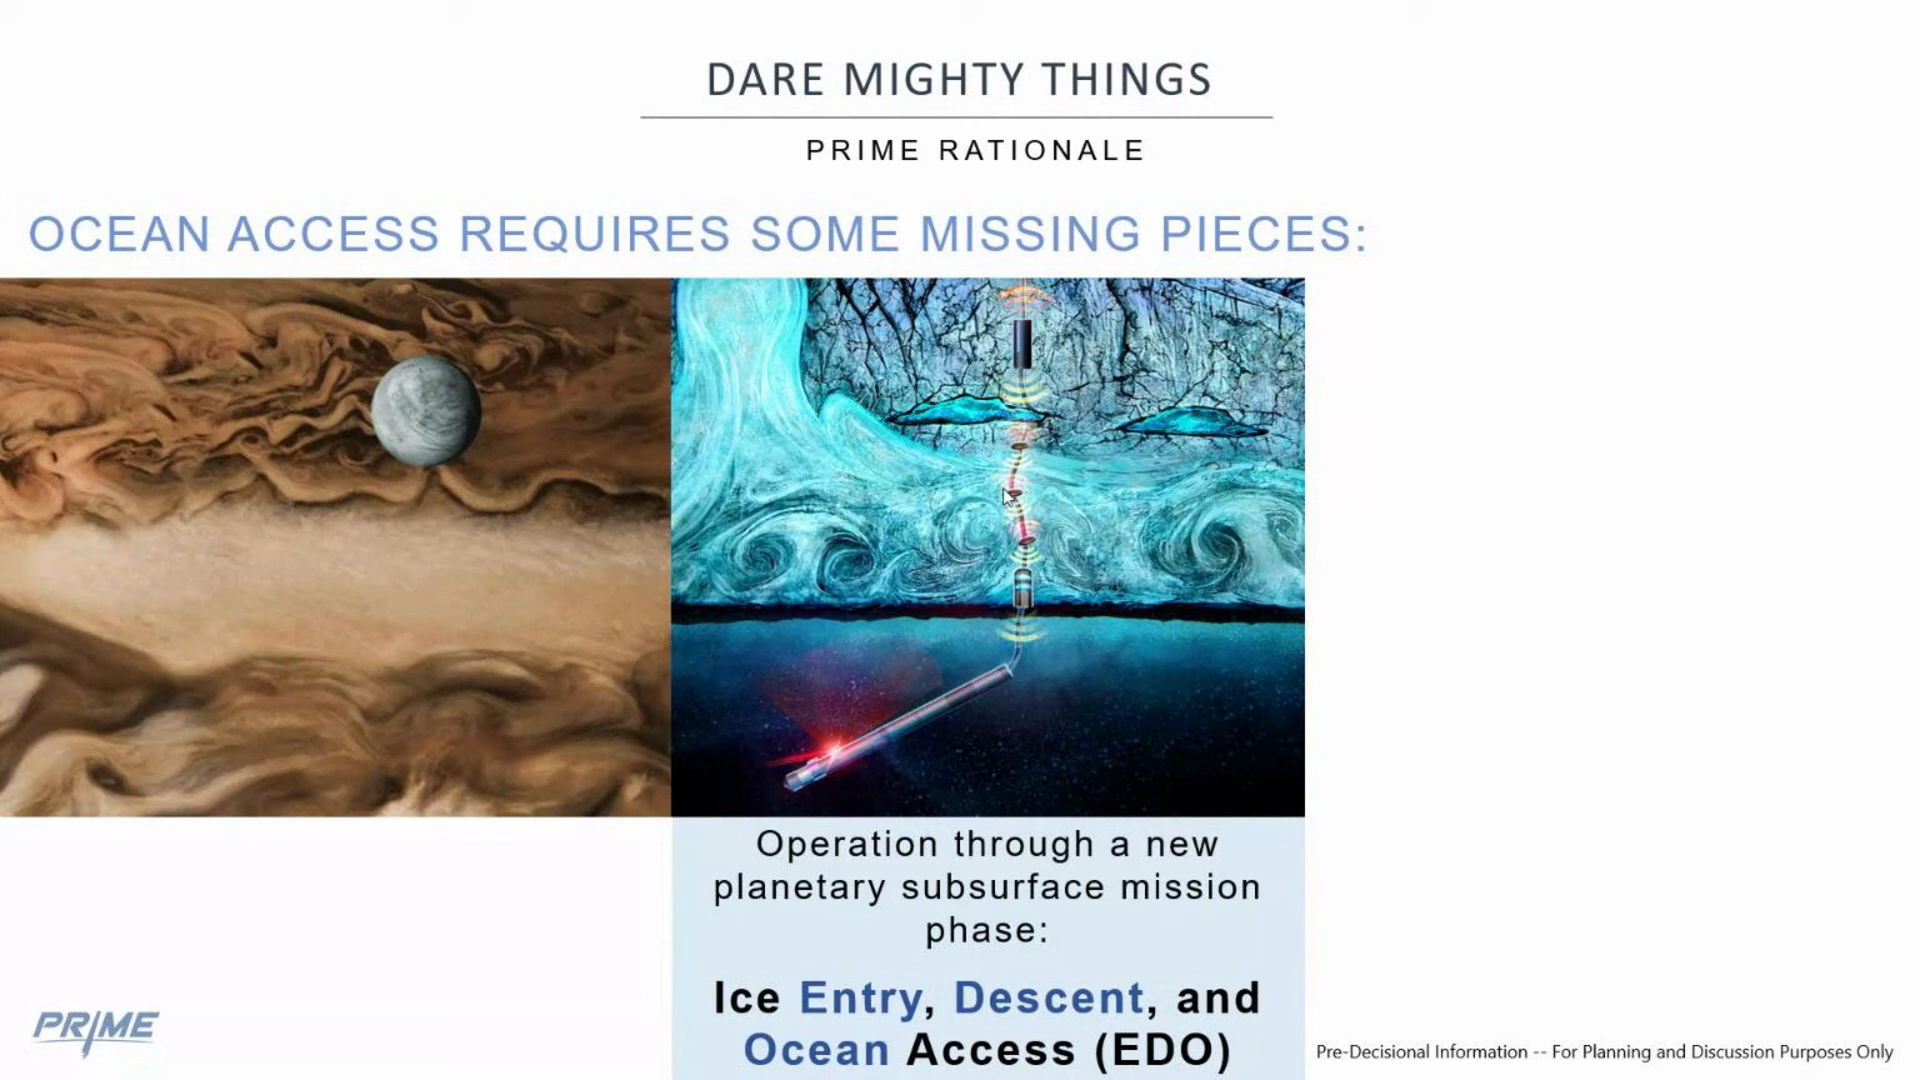 DARE MIGHTY THINGS
PRIME RATIONALE
OCEAN ACCESS REQUIRES SOME MISSING PIECES:
Operation through a new
planetary subsurface mission
phase:
Ice Entry, Descent, and
Ocean Access (EDO)
PRIME
Pre-Decisional Information -- For Planning and Discussion Purposes Only